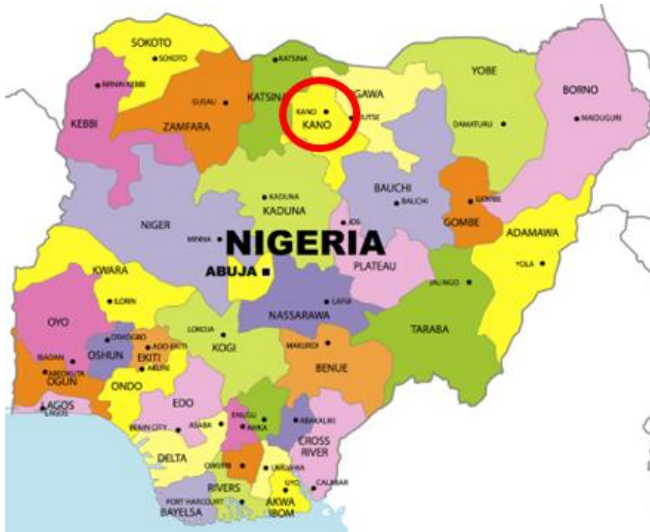 SOKOTO
SOKOTO
KATSINA
YOBE
BORNO
BIRNIN KEBBI
GUSAU
KATSINA
KANO
GAWA
KEBBI
ZAMFARA
KANO
DUTSE
DAMATURU
MAIDUGURI
KADUNA
KADUNA
BAUCHI
BAUCHI
GOMBE
GOMBE
NIGER
MINNA
JOS
ADAMAWA
NIGERIA
PLATEAU
YOLA
KWARA
ABUJA
JALINGO
ILORIN
NASSARAWA
LAFIA
OYO
TARABA
OSHOGBO
ADO-EKITI
LOKOJA
KOGI
MAKURDI
IBADAN
OSHUN
EKITI
BENUE
ABEOKUTA
AKURE
OGUN
ONDO
LAGOS
LAGOS
EDO
ENUGU
ABAKALIKI
BENIN CITY
ASABA
AWKA
CROSS
RIVER
DELTA
OWERRI
UMUAHIA
RIVERS
UYO
CALABAR
PORT HARCOURT
AKWA
IBOM
BAYELSA